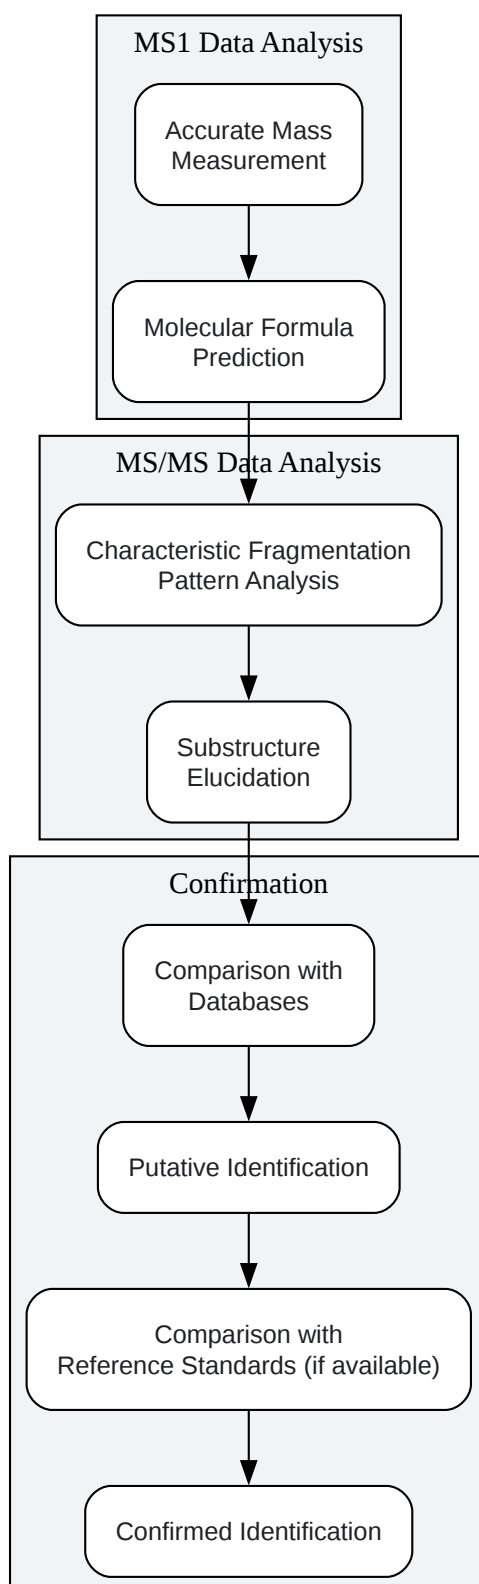 MS1 Data Analysis
Accurate Mass
Measurement
Molecular Formula
Prediction
MS/MS Data Analysis
Characteristic Fragmentation
Pattern Analysis
Substructure
Elucidation
Confirmation
Comparison with
Databases
Putative Identification
Comparison with
Reference Standards (if available)
Confirmed Identification